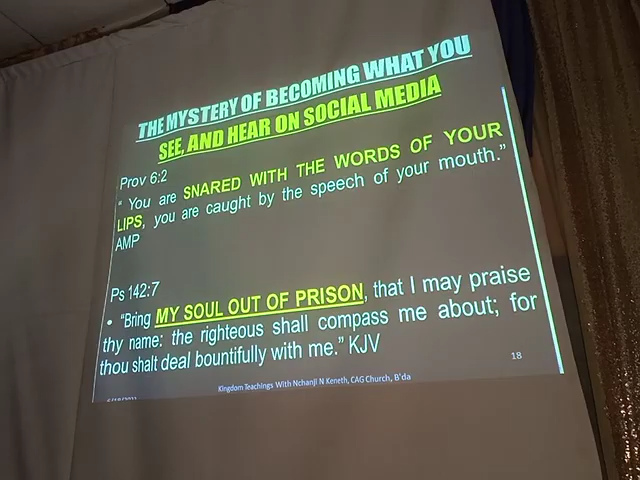 THE MYSTERY OF BECOMING WHAT YOU
SEE, AND HEAR ON SOCIAL MEDIA
Prov 6:2
“ You are SNARED WITH THE WORDS OF YOUR
LIPS, you are caught by the speech of your mouth.”
AMP
Ps 142:7
• “Bring MY SOUL OUT OF PRISON, that I may praise
thy name: the righteous shall compass me about; for
thou shalt deal bountifully with me.” KJV
18
Kingdom Teachings With Nchanji N Keneth, CAG Church, B'da